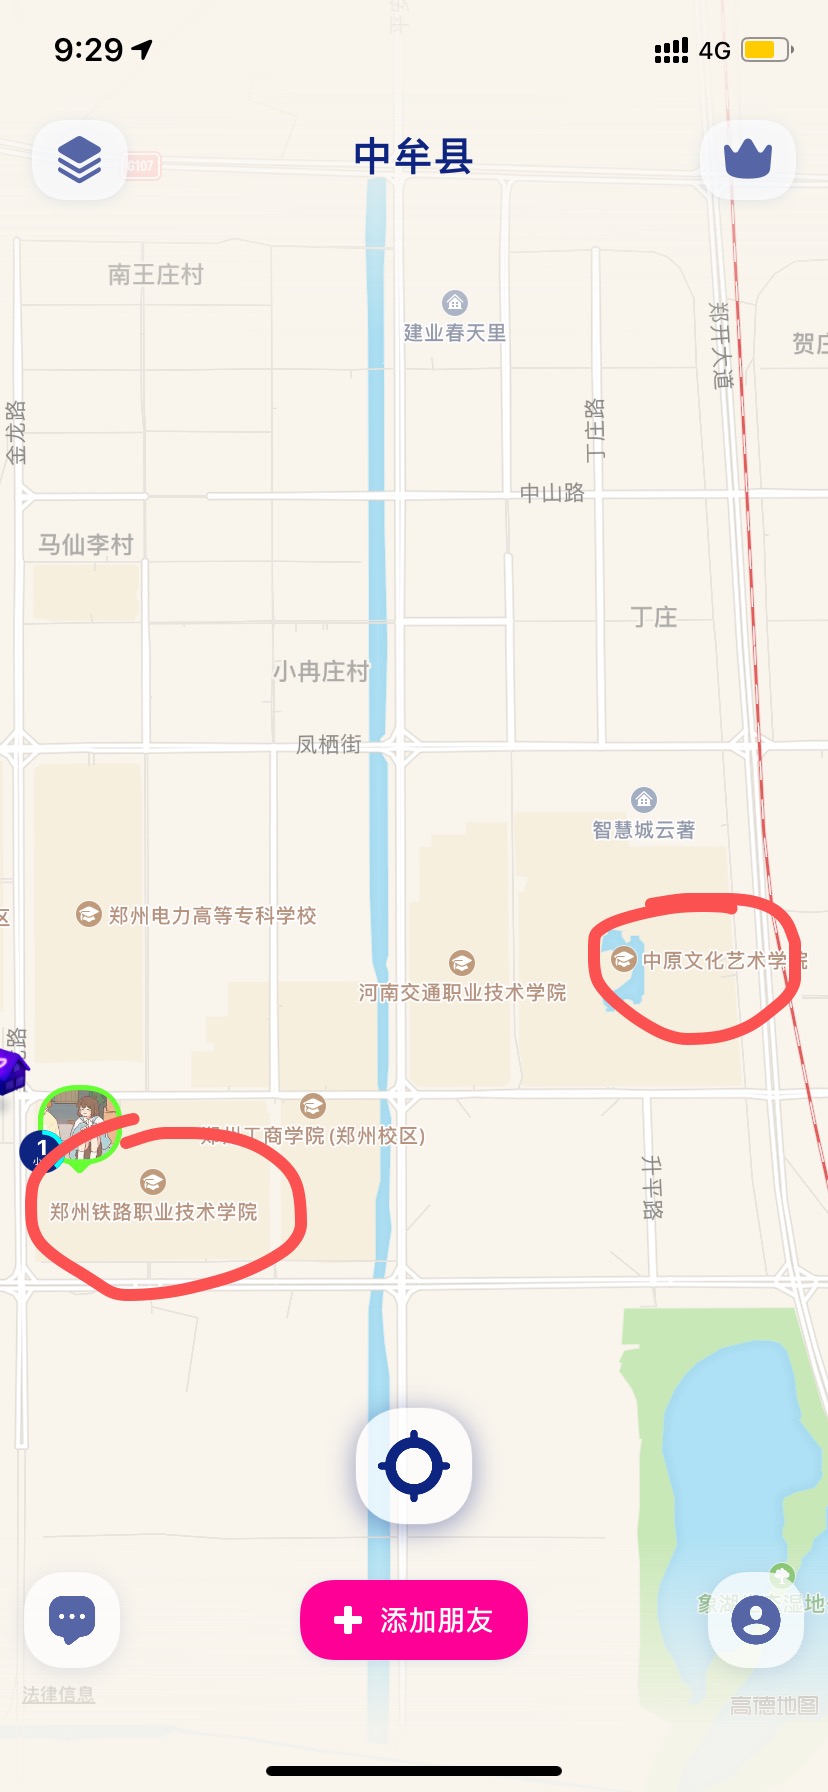 9:29
4G
G107
中牟县
南王庄村
建业春天里
郑开大道
金龙路
丁庄路
中山路
马仙李村
丁庄
小冉庄村
凤栖街
智慧城云著
郑州电力高等专科学校
区
中原文化艺术学院
河南交通职业技术学院
路
郑州工商学院(郑州校区)
1
郑州铁路职业技术学院
升平路
添加朋友
法律信息
高德地图